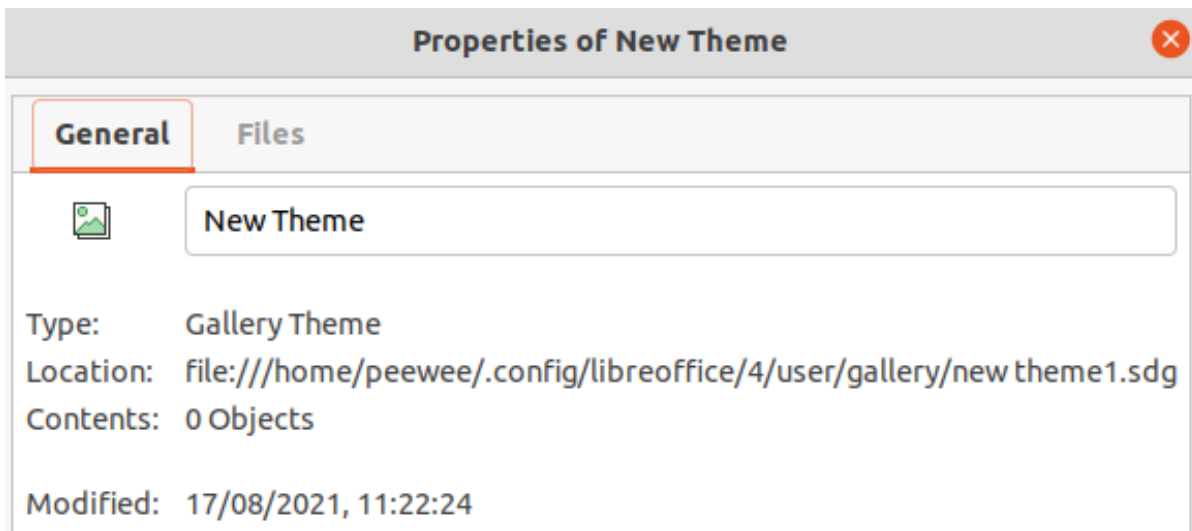 Properties of New Theme
General Files
New Theme
Type: Gallery Theme
Location: file:///home/peewee/.config/libreoffice/4/user/gallery/new theme1.sdg
Contents: 0 Objects
Modified: 17/08/2021, 11:22:24